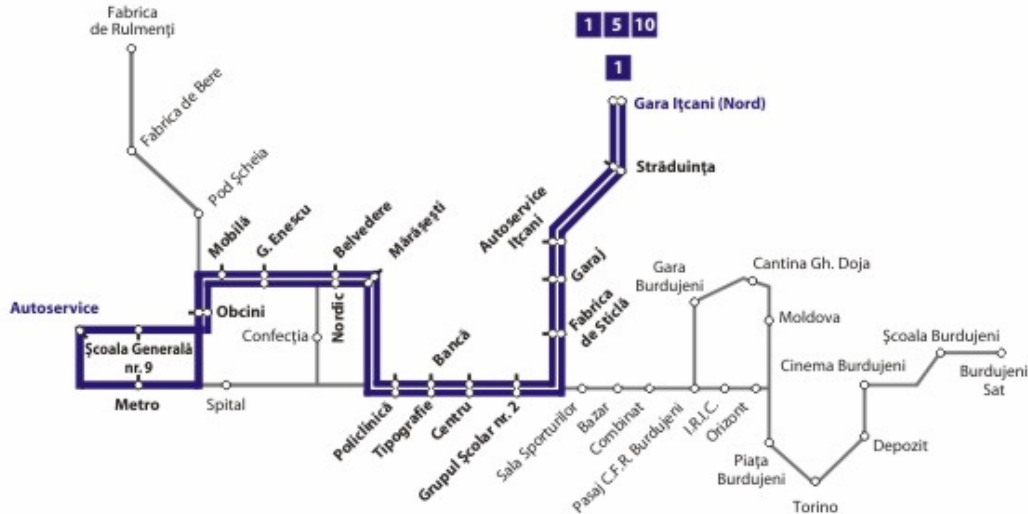 Fabrica
de Rulmenți
1 5 10
1
Gara Ițcani (Nord)
Fabrica de Bere
Străduința
Pod Șcheia
Mobilă
G. Enescu
Belvedere
Mărășești
Autoservice
Ițcani
Garaj
Fabrica
de Sticlă
Gara
Burdujeni
Cantina Gh. Doja
Autoservice
Obcini
Confecția
Nordic
Moldova
Școala Generală
nr. 9
Bancă
Școala Burdujeni
Cinema Burdujeni
Burdujeni
Sat
Metro
Spital
Policlinică
Tipografie
Centru
Grupul Școlar nr. 2
Sala Sporturilor
Bazar
Combinat
Pasaj C.F.R. Burdujeni
I.R.I.C.
Orizont
Piața
Burdujeni
Depozit
Torino